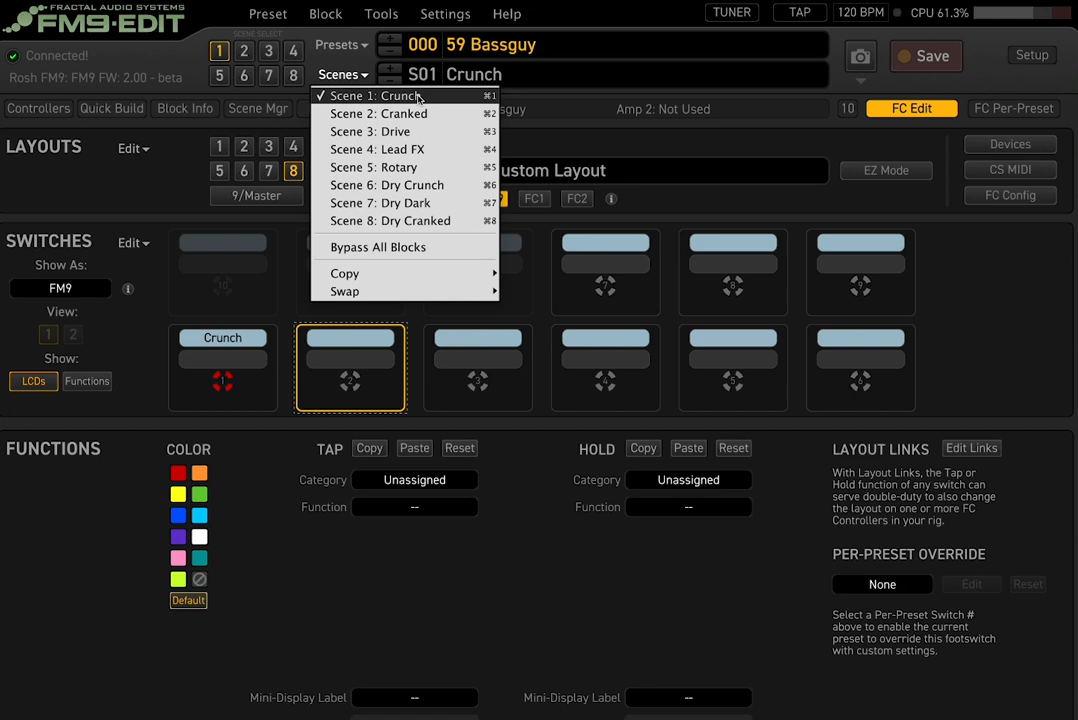 FRACTAL AUDIO SYSTEMS
FM9-EDIT
Preset Block Tools Settings Help
TUNER TAP 120 BPM CPU 61.3%
Connected!
Rosh FM9: FM9 FW: 2.00 - beta
SCENE SELECT
1 2 3 4
5 6 7 8
Presets 000 59 Bassguy
Scenes S01 Crunch
Save
Setup
✓ Scene 1: Crunch ⌘1
Scene 2: Cranked ⌘2
Scene 3: Drive ⌘3
Scene 4: Lead FX ⌘4
Scene 5: Rotary ⌘5
Scene 6: Dry Crunch ⌘6
Scene 7: Dry Dark ⌘7
Scene 8: Dry Cranked ⌘8
Bypass All Blocks
Copy
Swap
Controllers Quick Build Block Info Scene Mgr Amp 2: Not Used 10 FC Edit FC Per-Preset
LAYOUTS Edit
1 2 3 4
5 6 7 8
9/Master
ustom Layout
EZ Mode
FC1 FC2
Devices
CS MIDI
FC Config
SWITCHES Edit
Show As:
FM9
View:
1 2
Show:
LCDs Functions
10 7 8 9
Crunch
1 2 3 4 5 6
FUNCTIONS
COLOR
Default
TAP Copy Paste Reset
Category Unassigned
Function --
Mini-Display Label --
HOLD Copy Paste Reset
Category Unassigned
Function --
Mini-Display Label --
LAYOUT LINKS Edit Links
With Layout Links, the Tap or
Hold function of any switch can
serve double-duty to also change
the layout on one or more FC
Controllers in your rig.
PER-PRESET OVERRIDE
None Edit Reset
Select a Per-Preset Switch #
above to enable the current
preset to override this footswitch
with custom settings.